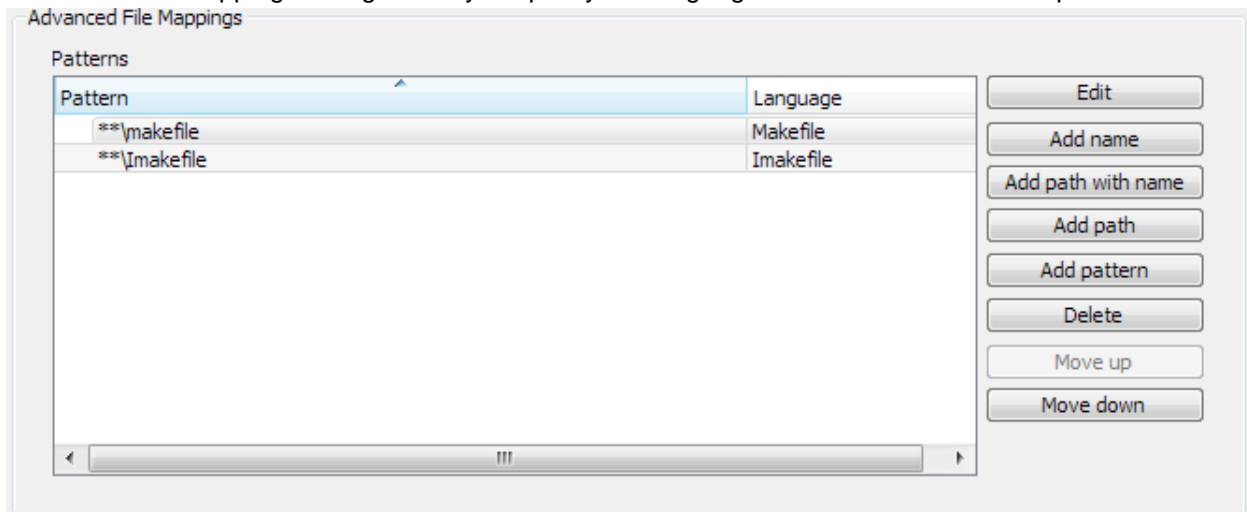 Advanced File Mappings
Patterns
Pattern Language
**\makefile Makefile
**\Imakefile Imakefile
Edit
Add name
Add path with name
Add path
Add pattern
Delete
Move up
Move down